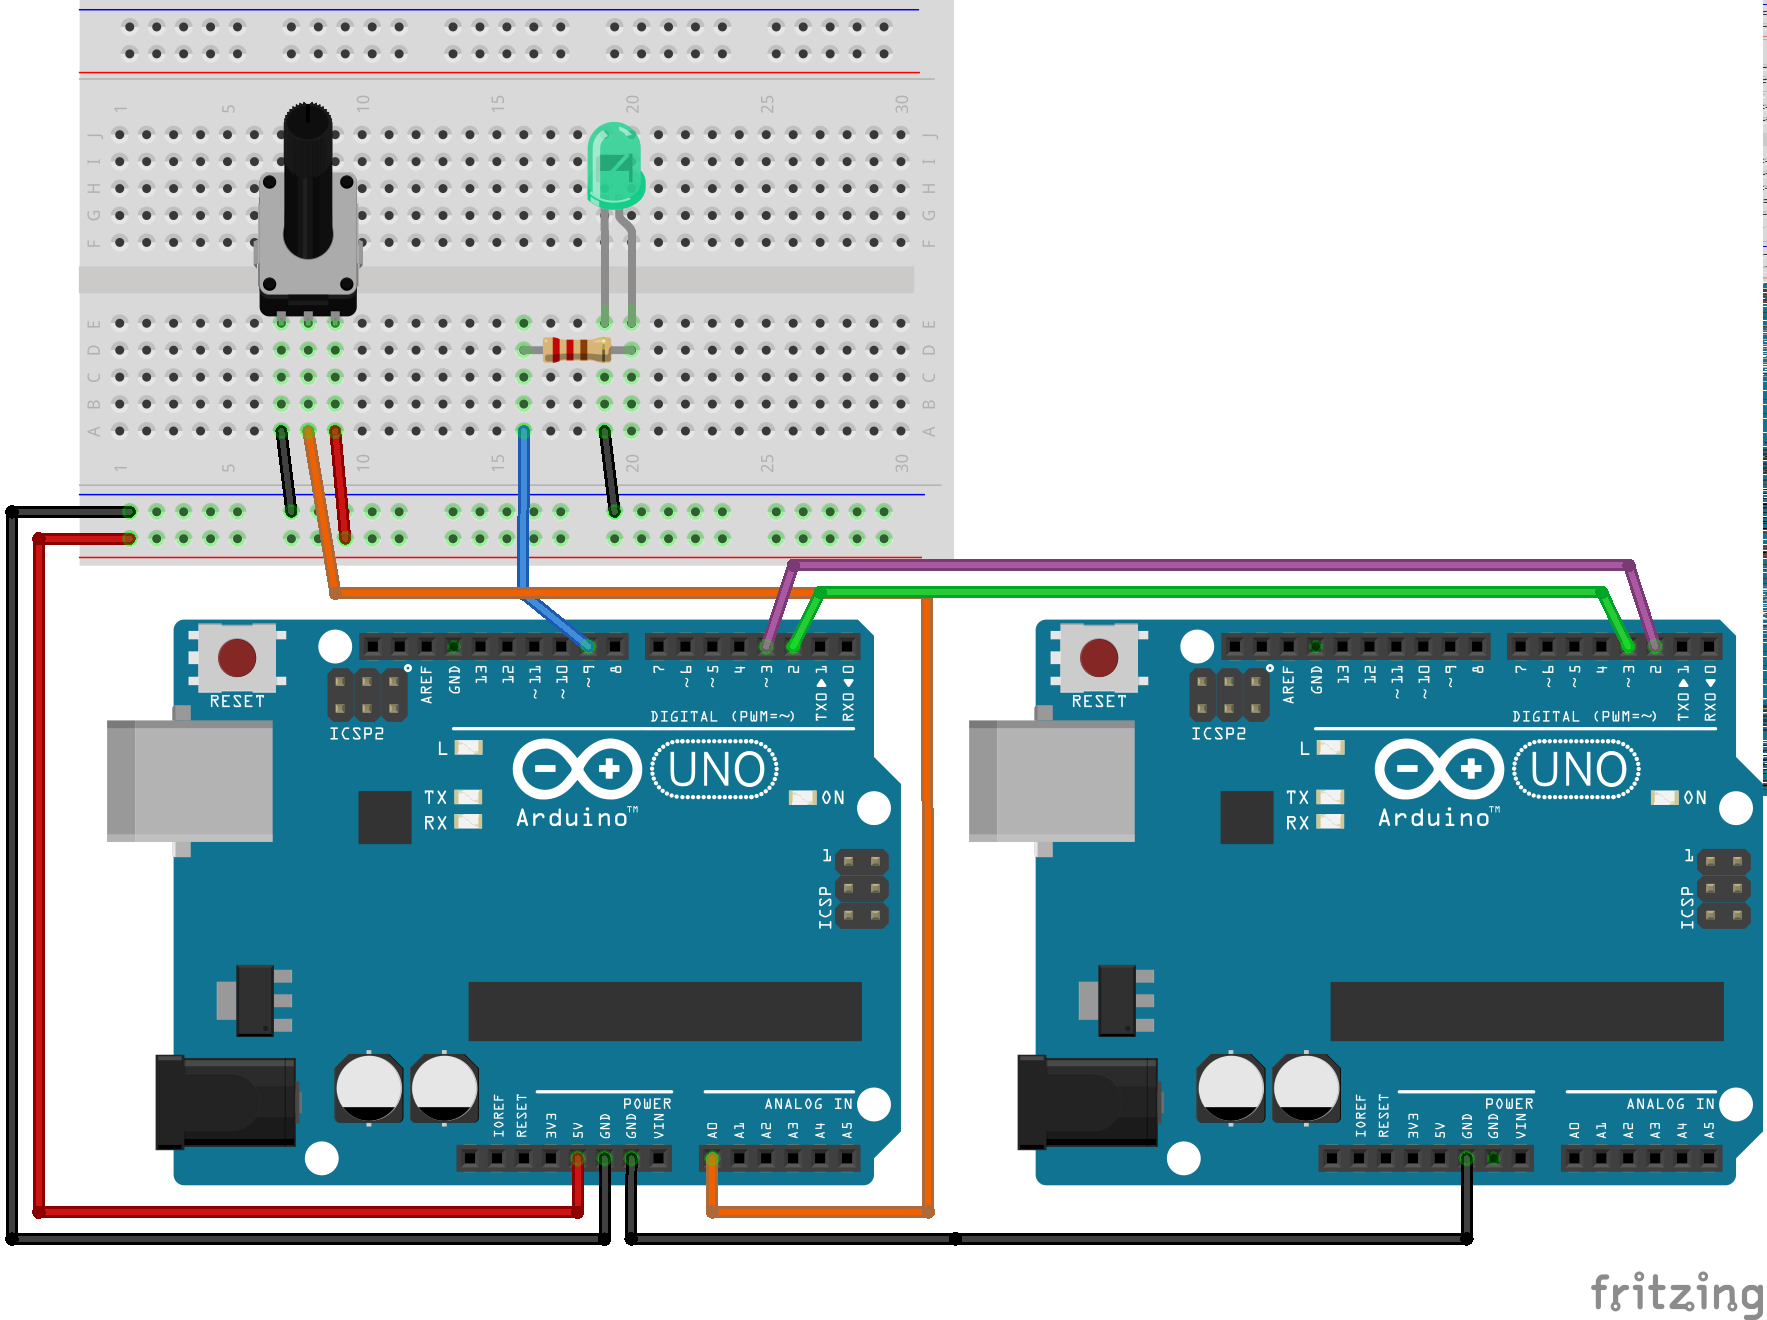 1 5 10 15 20 25 30
J J
I I
H H
G G
F F
E E
D D
C C
B B
A A
1 5 10 15 20 25 30
RESET
ICSP2
AREF GND 13 12 ~11 ~10 ~9 8 7 ~6 ~5 4 ~3 2 TX0▶1 RX0◀0
DIGITAL (PWM=~)
L
TX
RX
UNO
Arduino™
ON
1
ICSP
POWER
ANALOG IN
IOREF RESET 3V3 5V GND GND VIN A0 A1 A2 A3 A4 A5
RESET
ICSP2
AREF GND 13 12 ~11 ~10 ~9 8 7 ~6 ~5 4 ~3 2 TX0▶1 RX0◀0
DIGITAL (PWM=~)
L
TX
RX
UNO
Arduino™
ON
1
ICSP
POWER
ANALOG IN
IOREF RESET 3V3 5V GND GND VIN A0 A1 A2 A3 A4 A5
fritzing